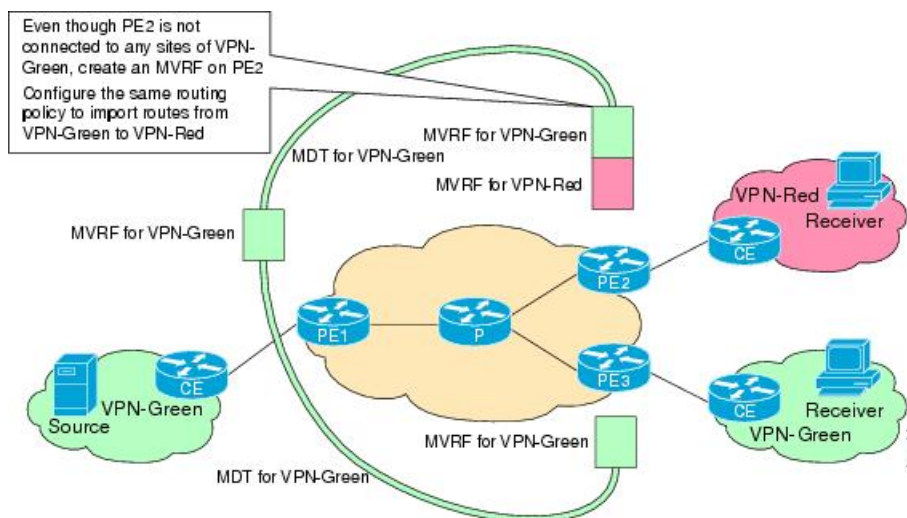 Even though PE2 is not
connected to any sites of VPN-
Green, create an MVRF on PE2
Configure the same routing
policy to import routes from
VPN-Green to VPN-Red
MVRF for VPN-Green
MDT for VPN-Green
MVRF for VPN-Red
VPN-Red
Receiver
MVRF for VPN-Green
CE
PE2
PE1
P
CE
VPN-Green
Source
PE3
CE
Receiver
VPN-Green
MVRF for VPN-Green
MDT for VPN-Green